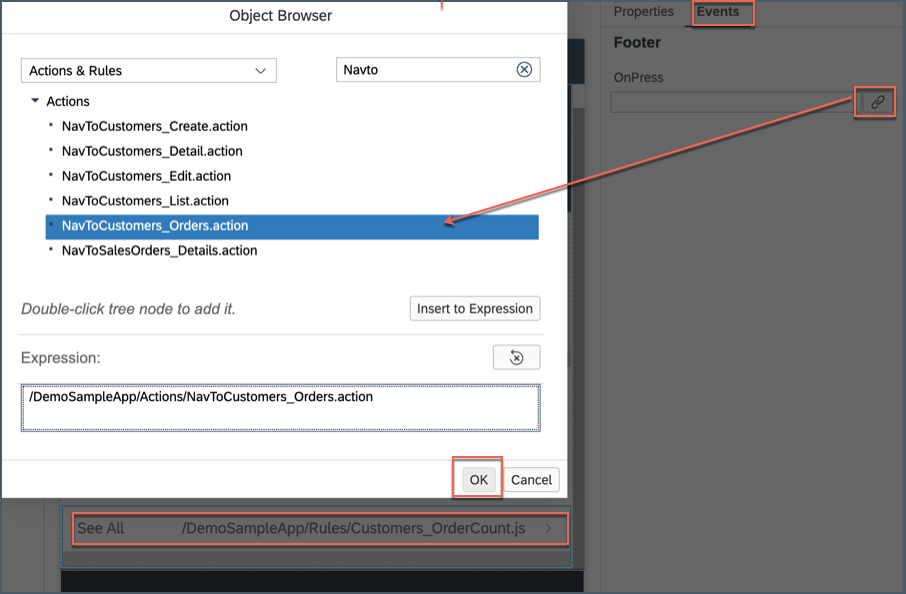 Object Browser
Properties
Events
Footer
OnPress
Actions & Rules
Navto
Actions
NavToCustomers_Create.action
NavToCustomers_Detail.action
NavToCustomers_Edit.action
NavToCustomers_List.action
NavToCustomers_Orders.action
NavToSalesOrders_Details.action
Double-click tree node to add it.
Insert to Expression
Expression:
/DemoSampleApp/Actions/NavToCustomers_Orders.action
OK
Cancel
See All /DemoSampleApp/Rules/Customers_OrderCount.js